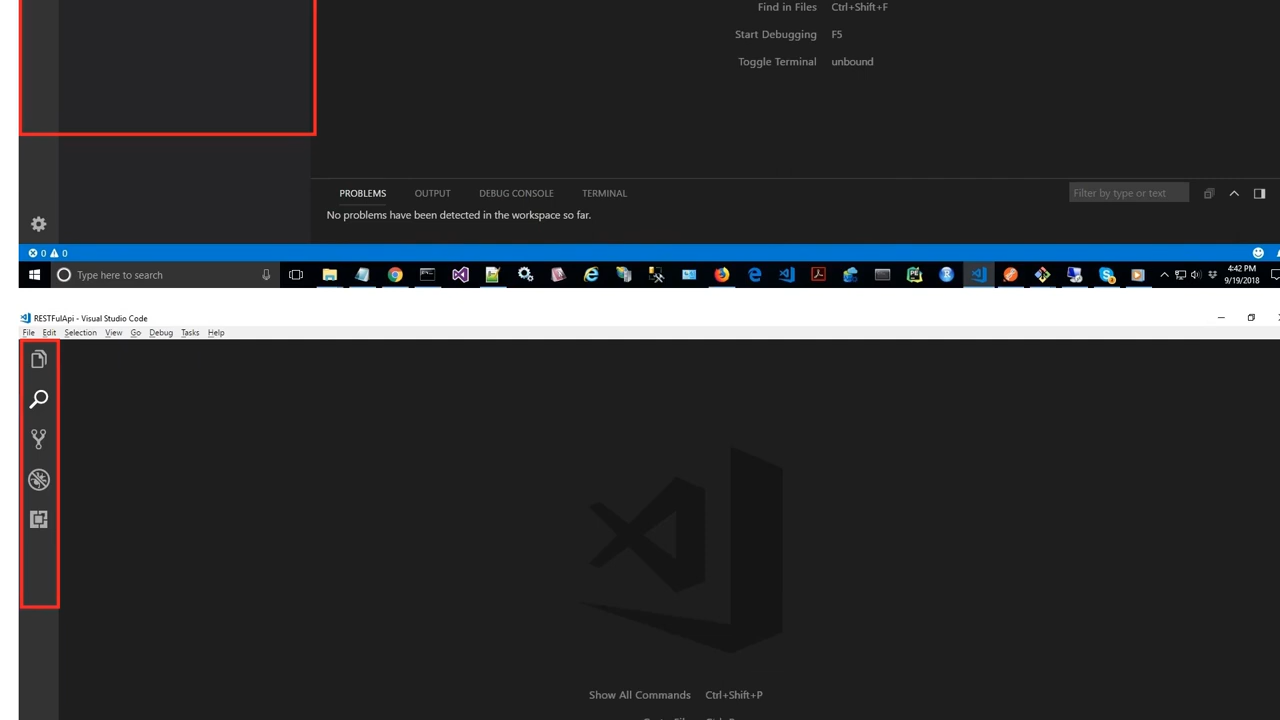 Find in Files Ctrl+Shift+F
Start Debugging F5
Toggle Terminal unbound
PROBLEMS OUTPUT DEBUG CONSOLE TERMINAL Filter by type or text
No problems have been detected in the workspace so far.
0 0
Type here to search
4:42 PM
9/19/2018
RESTFulApi - Visual Studio Code
File Edit Selection View Go Debug Tasks Help
Show All Commands Ctrl+Shift+P